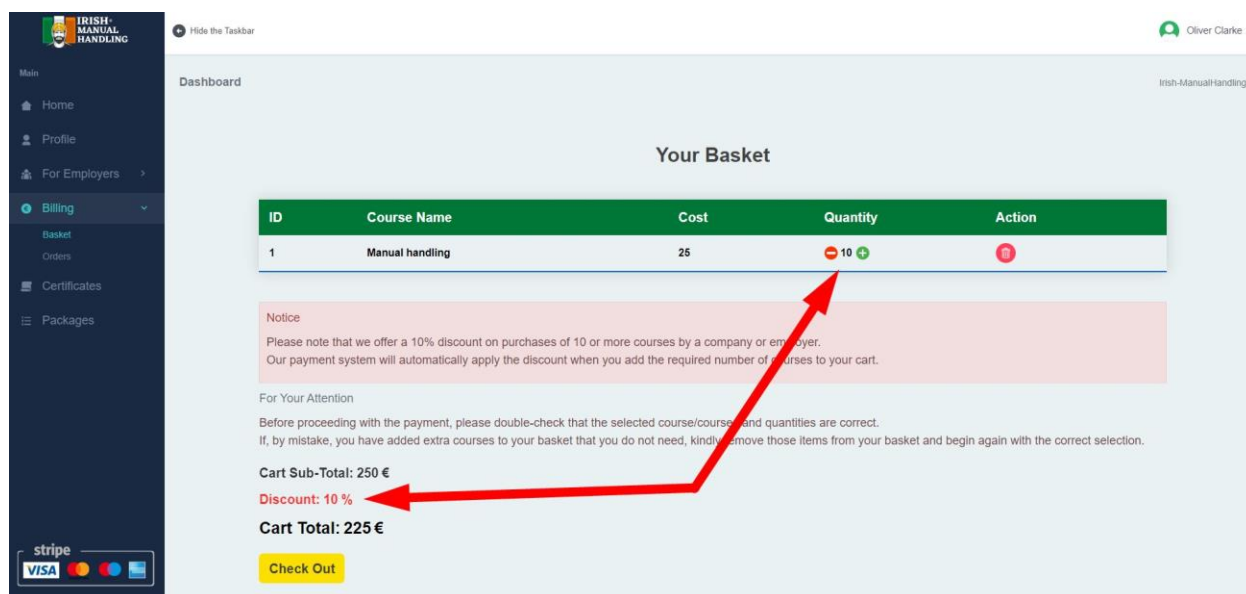 IRISH-
MANUAL
HANDLING
Hide the Taskbar
Oliver Clarke
Main
Dashboard
Irish-ManualHandling
Home
Profile
For Employers
Billing
Basket
Orders
Certificates
Packages
Your Basket
ID Course Name Cost Quantity Action
1 Manual handling 25 10
Notice
Please note that we offer a 10% discount on purchases of 10 or more courses by a company or employer.
Our payment system will automatically apply the discount when you add the required number of courses to your cart.
For Your Attention
Before proceeding with the payment, please double-check that the selected course/courses and quantities are correct.
If, by mistake, you have added extra courses to your basket that you do not need, kindly remove those items from your basket and begin again with the correct selection.
Cart Sub-Total: 250 €
Discount: 10 %
Cart Total: 225 €
Check Out
stripe
VISA